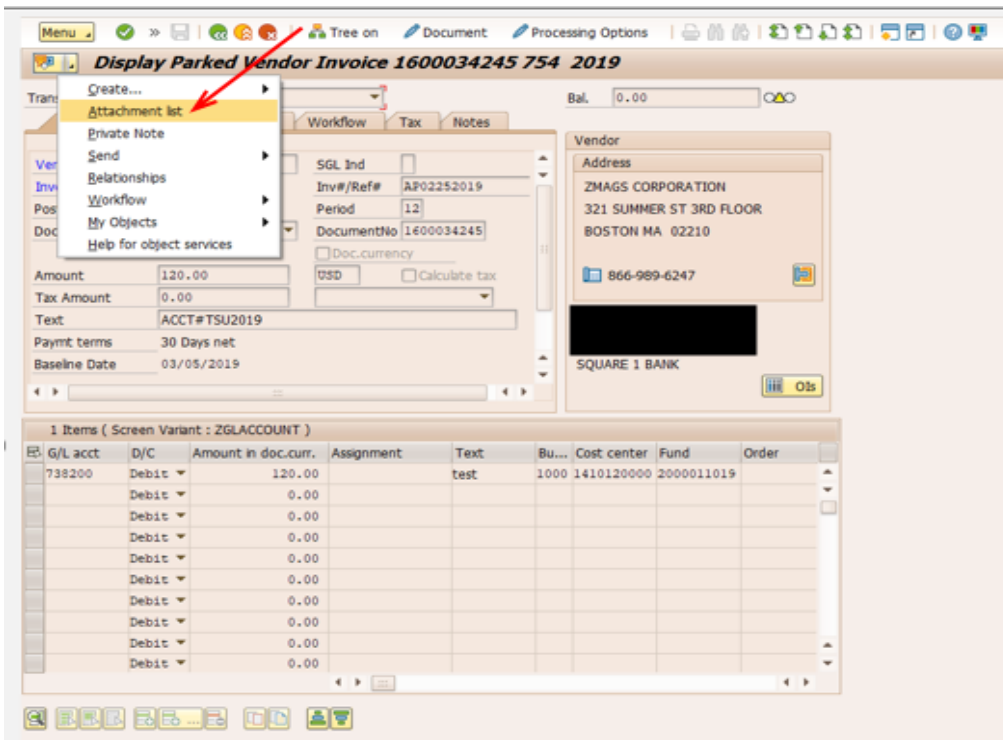 Menu Tree on Document Processing Options
Display Parked Vendor Invoice 1600034245 754 2019
Create...
Attachment list
Private Note
Send
Relationships
Workflow
My Objects
Help for object services
Tran
Bal. 0.00
Workflow Tax Notes
Ver
SGL Ind
Inv
Inv#/Ref# AP02252019
Pos
Period 12
Doc
DocumentNo 1600034245
Doc.currency
Amount 120.00 USD Calculate tax
Tax Amount 0.00
Text ACCT#TSU2019
Paymt terms 30 Days net
Baseline Date 03/05/2019
Vendor
Address
ZMAGS CORPORATION
321 SUMMER ST 3RD FLOOR
BOSTON MA 02210
866-989-6247
SQUARE 1 BANK
OIs
1 Items ( Screen Variant : ZGLACCOUNT )
G/L acct D/C Amount in doc.curr. Assignment Text Bu... Cost center Fund Order
738200 Debit 120.00 test 1000 1410120000 2000011019
Debit 0.00
Debit 0.00
Debit 0.00
Debit 0.00
Debit 0.00
Debit 0.00
Debit 0.00
Debit 0.00
Debit 0.00